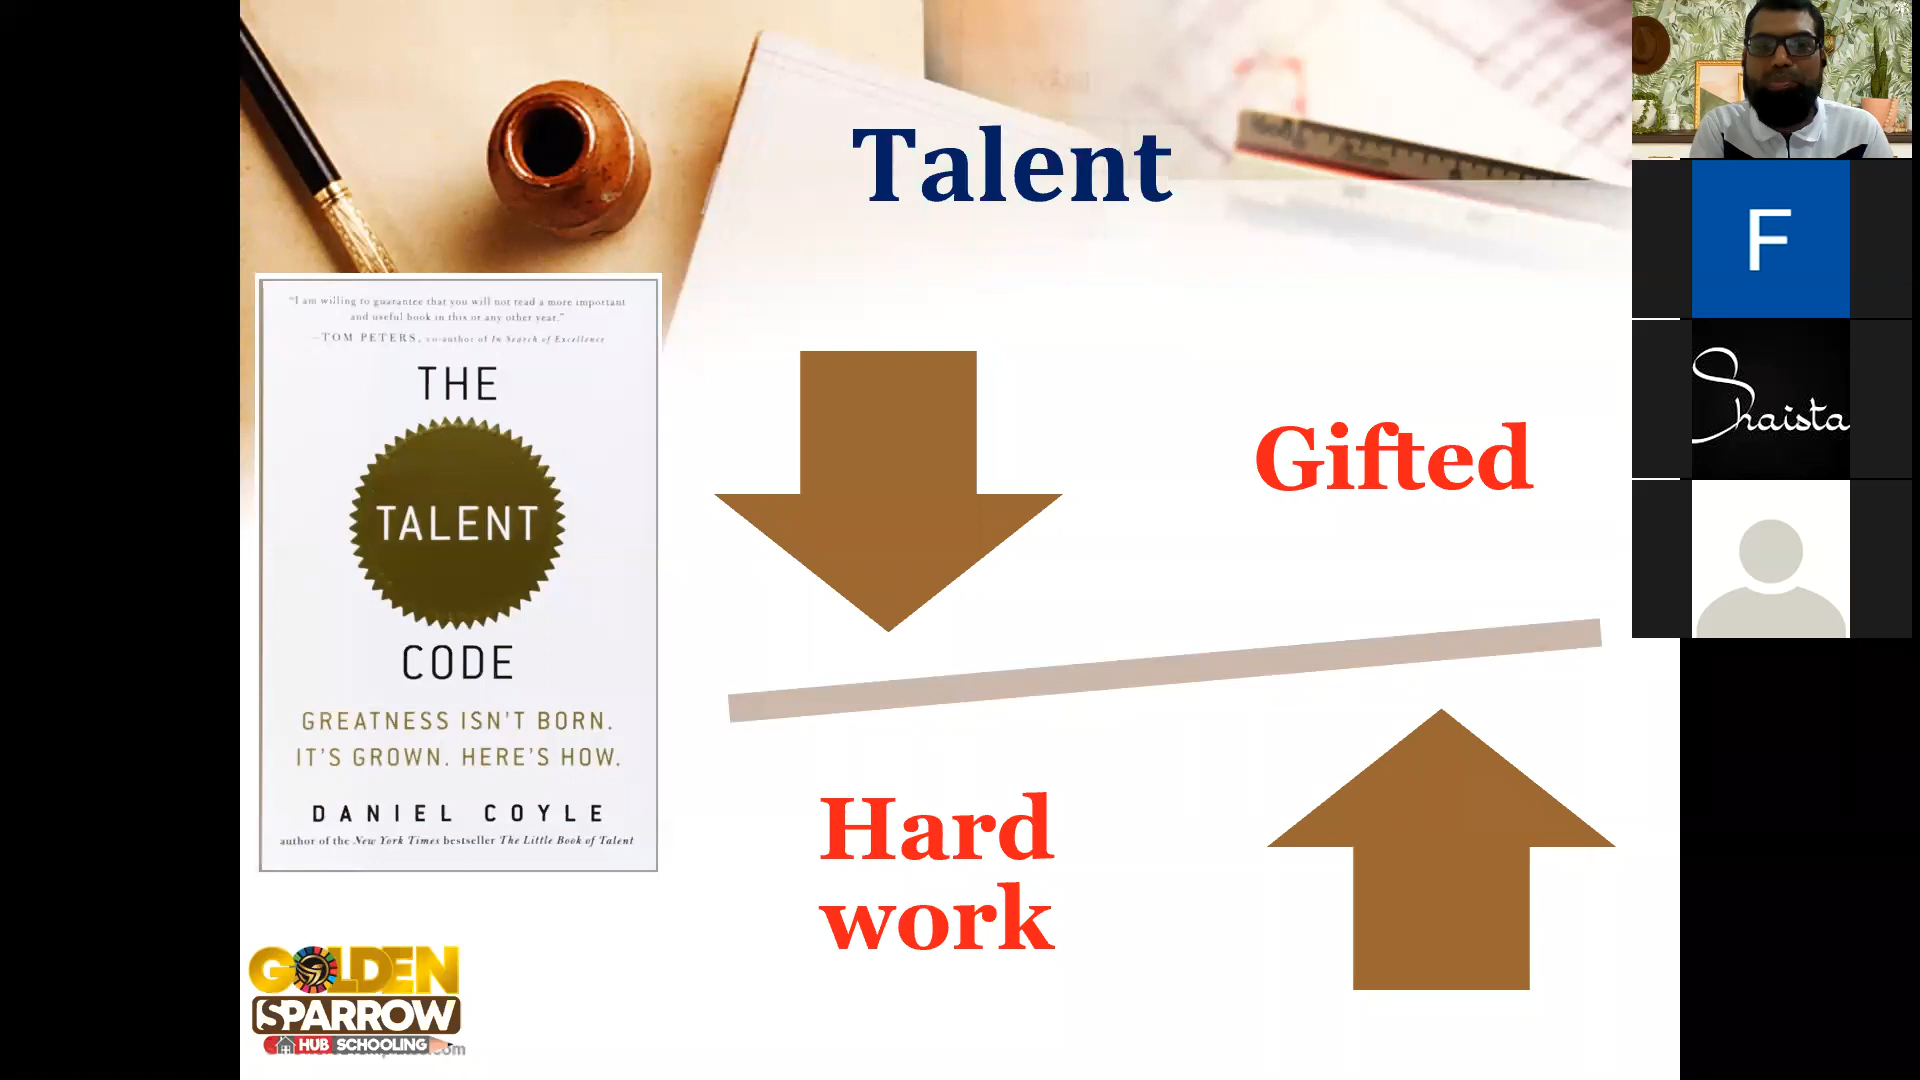 Talent
"I am willing to guarantee that you will not read a more important
and useful book in this or any other year."
—TOM PETERS, co-author of In Search of Excellence
THE
TALENT
CODE
GREATNESS ISN'T BORN.
IT'S GROWN. HERE'S HOW.
DANIEL COYLE
author of the New York Times bestseller The Little Book of Talent
Gifted
Hard
work
GOLDEN
SPARROW
HUB SCHOOLING
F
Shaista